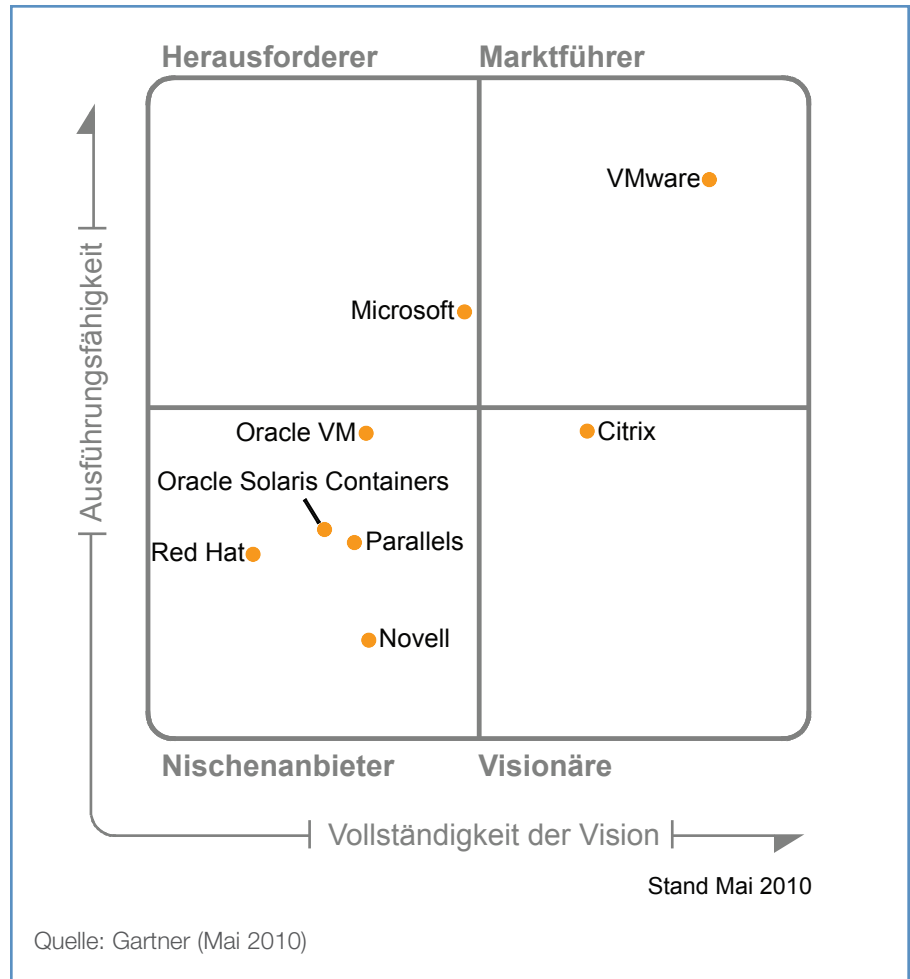 Herausforderer
Marktführer
VMware
Microsoft
Ausführungsfähigkeit
Oracle VM
Citrix
Oracle Solaris Containers
Parallels
Red Hat
Novell
Nischenanbieter
Visionäre
Vollständigkeit der Vision
Stand Mai 2010
Quelle: Gartner (Mai 2010)